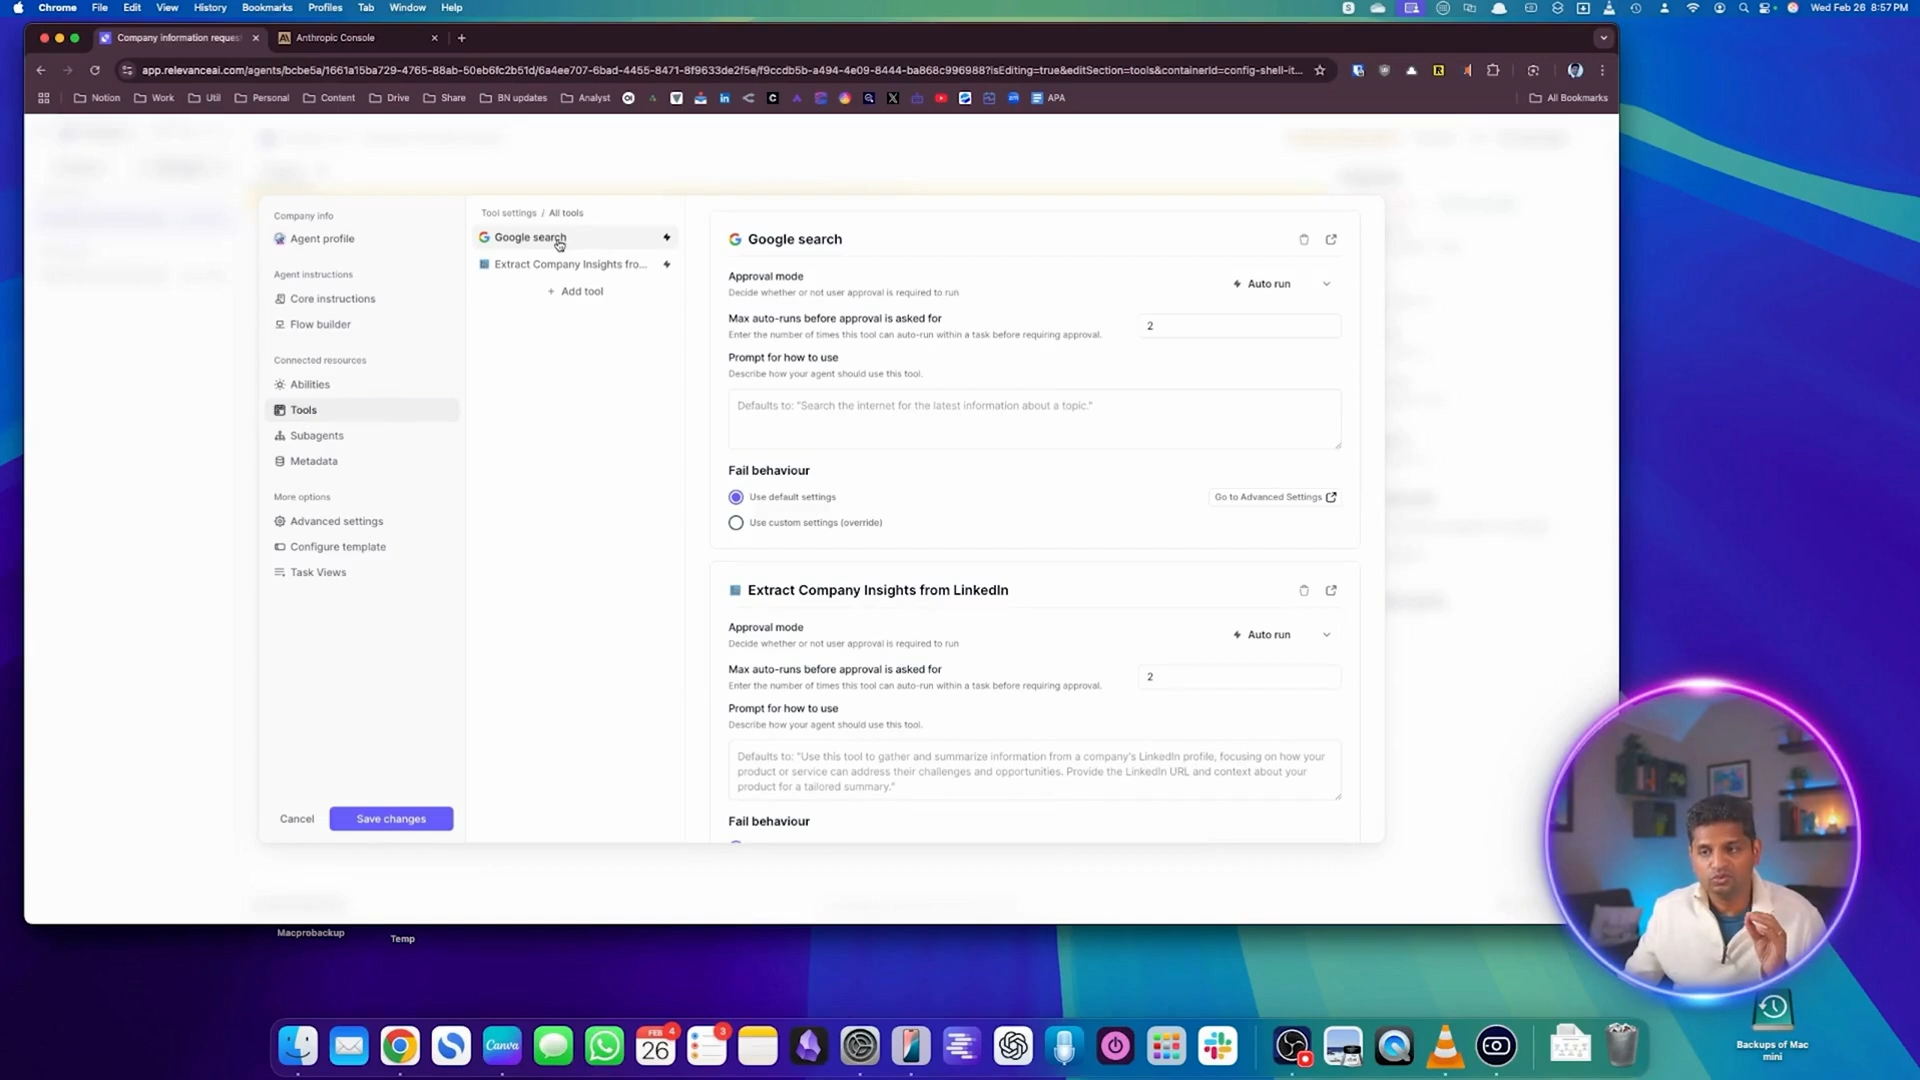 Chrome File Edit View History Bookmarks Profiles Tab Window Help
Wed Feb 26 8:57 PM
Company information reques
Anthropic Console
app.relevanceai.com/agents/bcbe5a/1661a15ba729-4765-88ab-50eb6fc2b51d/6a4ee707-6bad-4455-8471-8f9633de2f5e/f9ccdb5b-a494-4e09-8444-ba868c996988?isEditing=true&editSection=tools&containerId=config-shell-it...
Notion Work Util Personal Content Drive Share BN updates Analyst APA All Bookmarks
Company info
Agent profile
Agent instructions
Core instructions
Flow builder
Connected resources
Abilities
Tools
Subagents
Metadata
More options
Advanced settings
Configure template
Task Views
Cancel
Save changes
Tool settings / All tools
Google search
Extract Company Insights fro...
+ Add tool
Google search
Approval mode
Decide whether or not user approval is required to run
Auto run
Max auto-runs before approval is asked for
Enter the number of times this tool can auto-run within a task before requiring approval.
2
Prompt for how to use
Describe how your agent should use this tool.
Defaults to: "Search the internet for the latest information about a topic."
Fail behaviour
Use default settings
Go to Advanced Settings
Use custom settings (override)
Extract Company Insights from LinkedIn
Approval mode
Decide whether or not user approval is required to run
Auto run
Max auto-runs before approval is asked for
Enter the number of times this tool can auto-run within a task before requiring approval.
2
Prompt for how to use
Describe how your agent should use this tool.
Defaults to: "Use this tool to gather and summarize information from a company's LinkedIn profile, focusing on how your
product or service can address their challenges and opportunities. Provide the LinkedIn URL and context about your
product for a tailored summary."
Fail behaviour
Macprobackup
Temp
Canva
4
FEB
26
3
Backups of Mac
mini